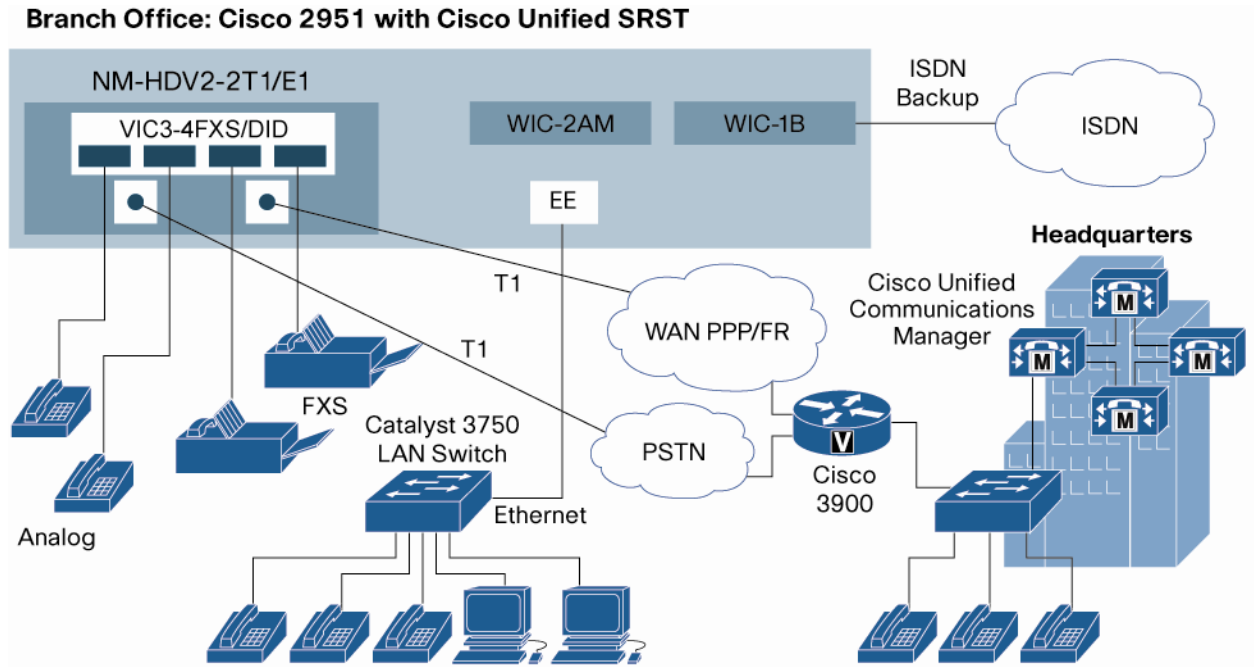 Branch Office: Cisco 2951 with Cisco Unified SRST
NM-HDV2-2T1/E1
VIC3-4FXS/DID
WIC-2AM
WIC-1B
ISDN
Backup
ISDN
EE
Headquarters
T1
WAN PPP/FR
Cisco Unified
Communications
Manager
M
M
M
M
T1
FXS
Catalyst 3750
LAN Switch
PSTN
V
Cisco
3900
Ethernet
Analog